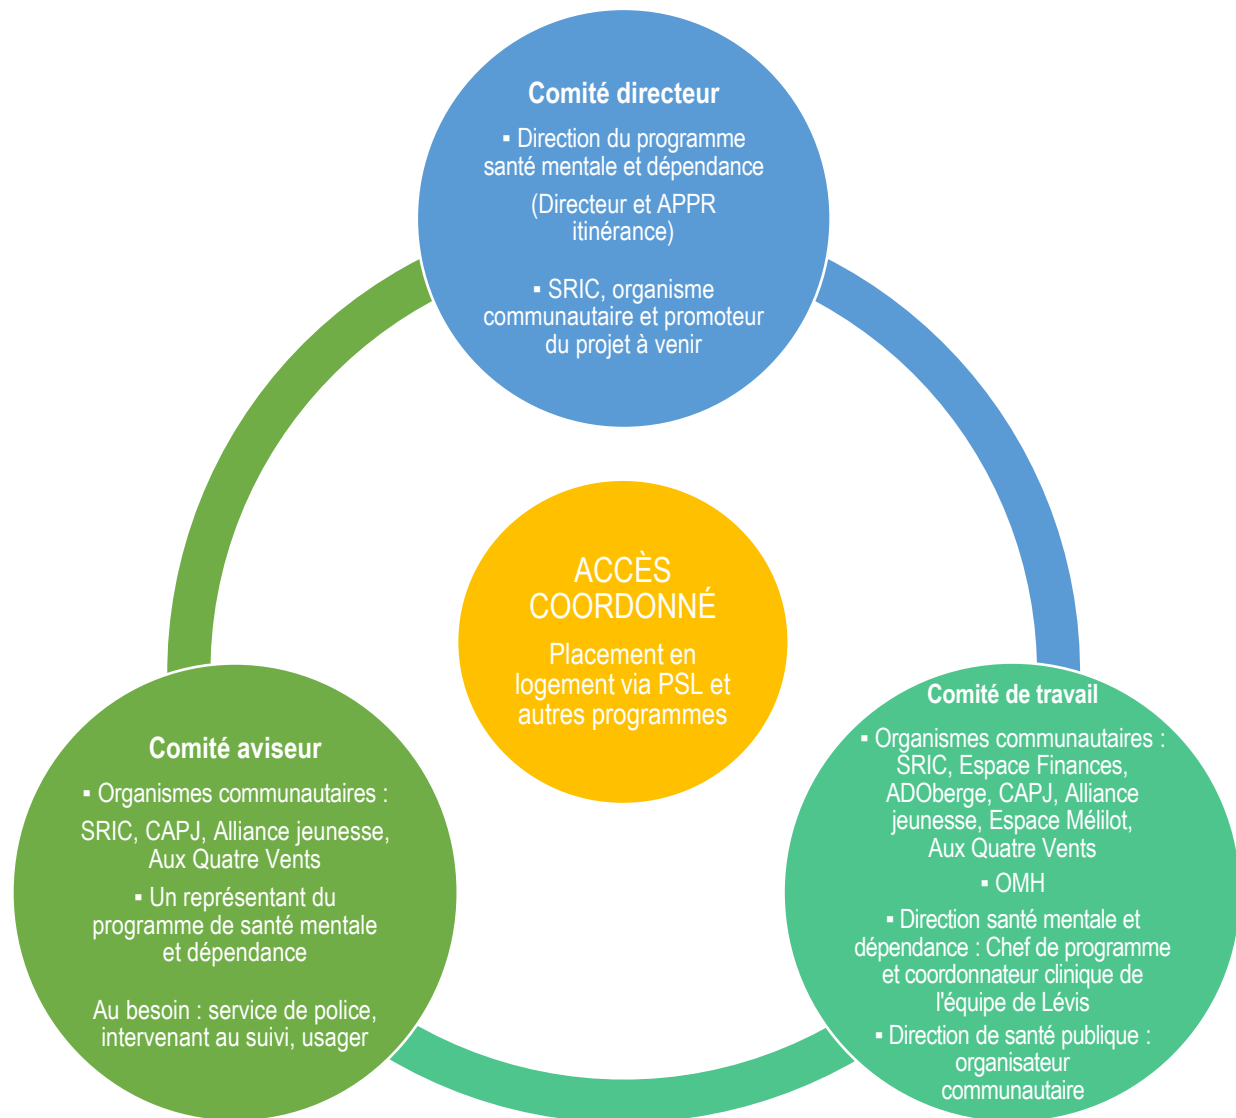 Comité directeur
▪ Direction du programme
santé mentale et dépendance
(Directeur et APPR
itinérance)
▪ SRIC, organisme
communautaire et promoteur
du projet à venir
ACCÈS
COORDONNÉ
Placement en
logement via PSL et
autres programmes
Comité aviseur
▪ Organismes communautaires :
SRIC, CAPJ, Alliance jeunesse,
Aux Quatre Vents
▪ Un représentant du
programme de santé mentale
et dépendance
Au besoin : service de police,
intervenant au suivi, usager
Comité de travail
▪ Organismes communautaires :
SRIC, Espace Finances,
ADOberge, CAPJ, Alliance
jeunesse, Espace Mélilot,
Aux Quatre Vents
▪ OMH
▪ Direction santé mentale et
dépendance : Chef de programme
et coordonnateur clinique de
l'équipe de Lévis
▪ Direction de santé publique :
organisateur
communautaire